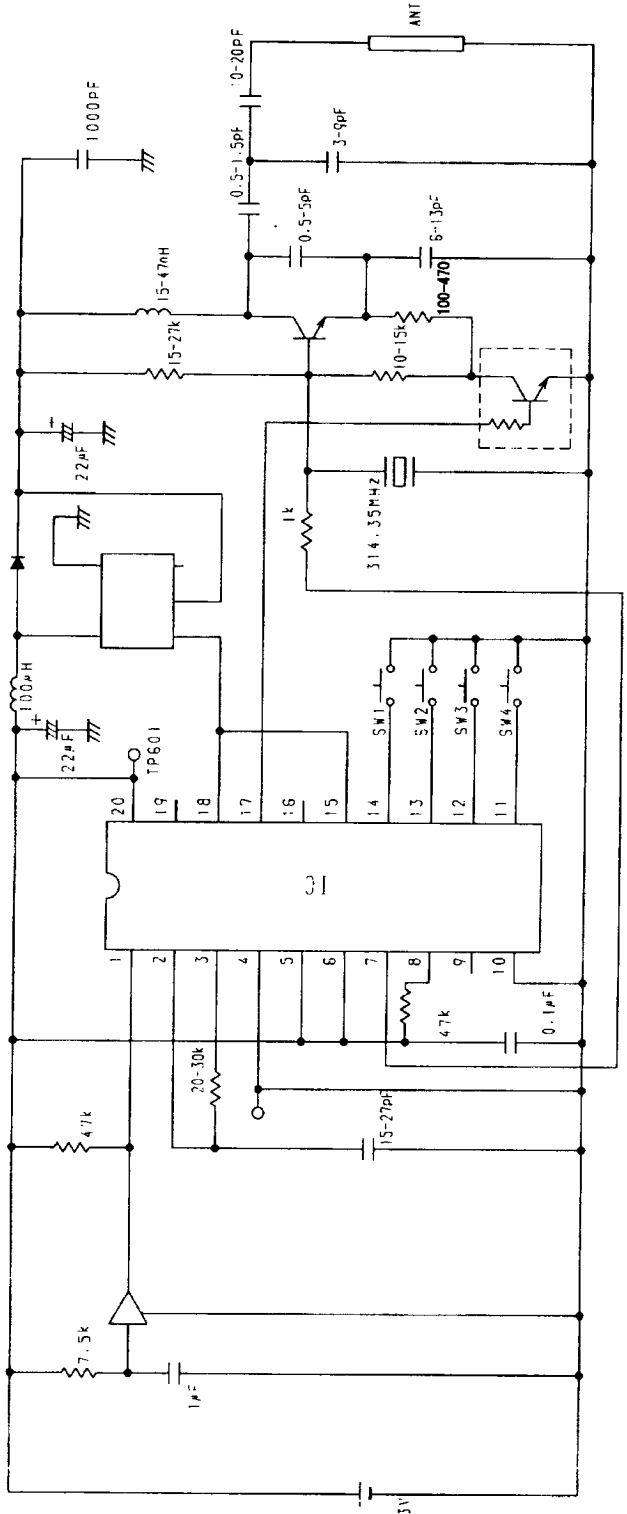 ANT
10-20PF
1000PF
0.5-1.5PF
3-9PF
0.5-5PF
6-13PF
15-47nH
100-470
15-27k
10-15k
22μF
+
314.35MHz
1k
100μH
22μF
+
TP601
SW1
SW2
SW3
SW4
20
19
18
17
16
15
14
13
12
11
IC
1
2
3
4
5
6
7
8
9
10
47k
0.1μF
20-30k
15-27PF
47k
7.5k
1μF
3V